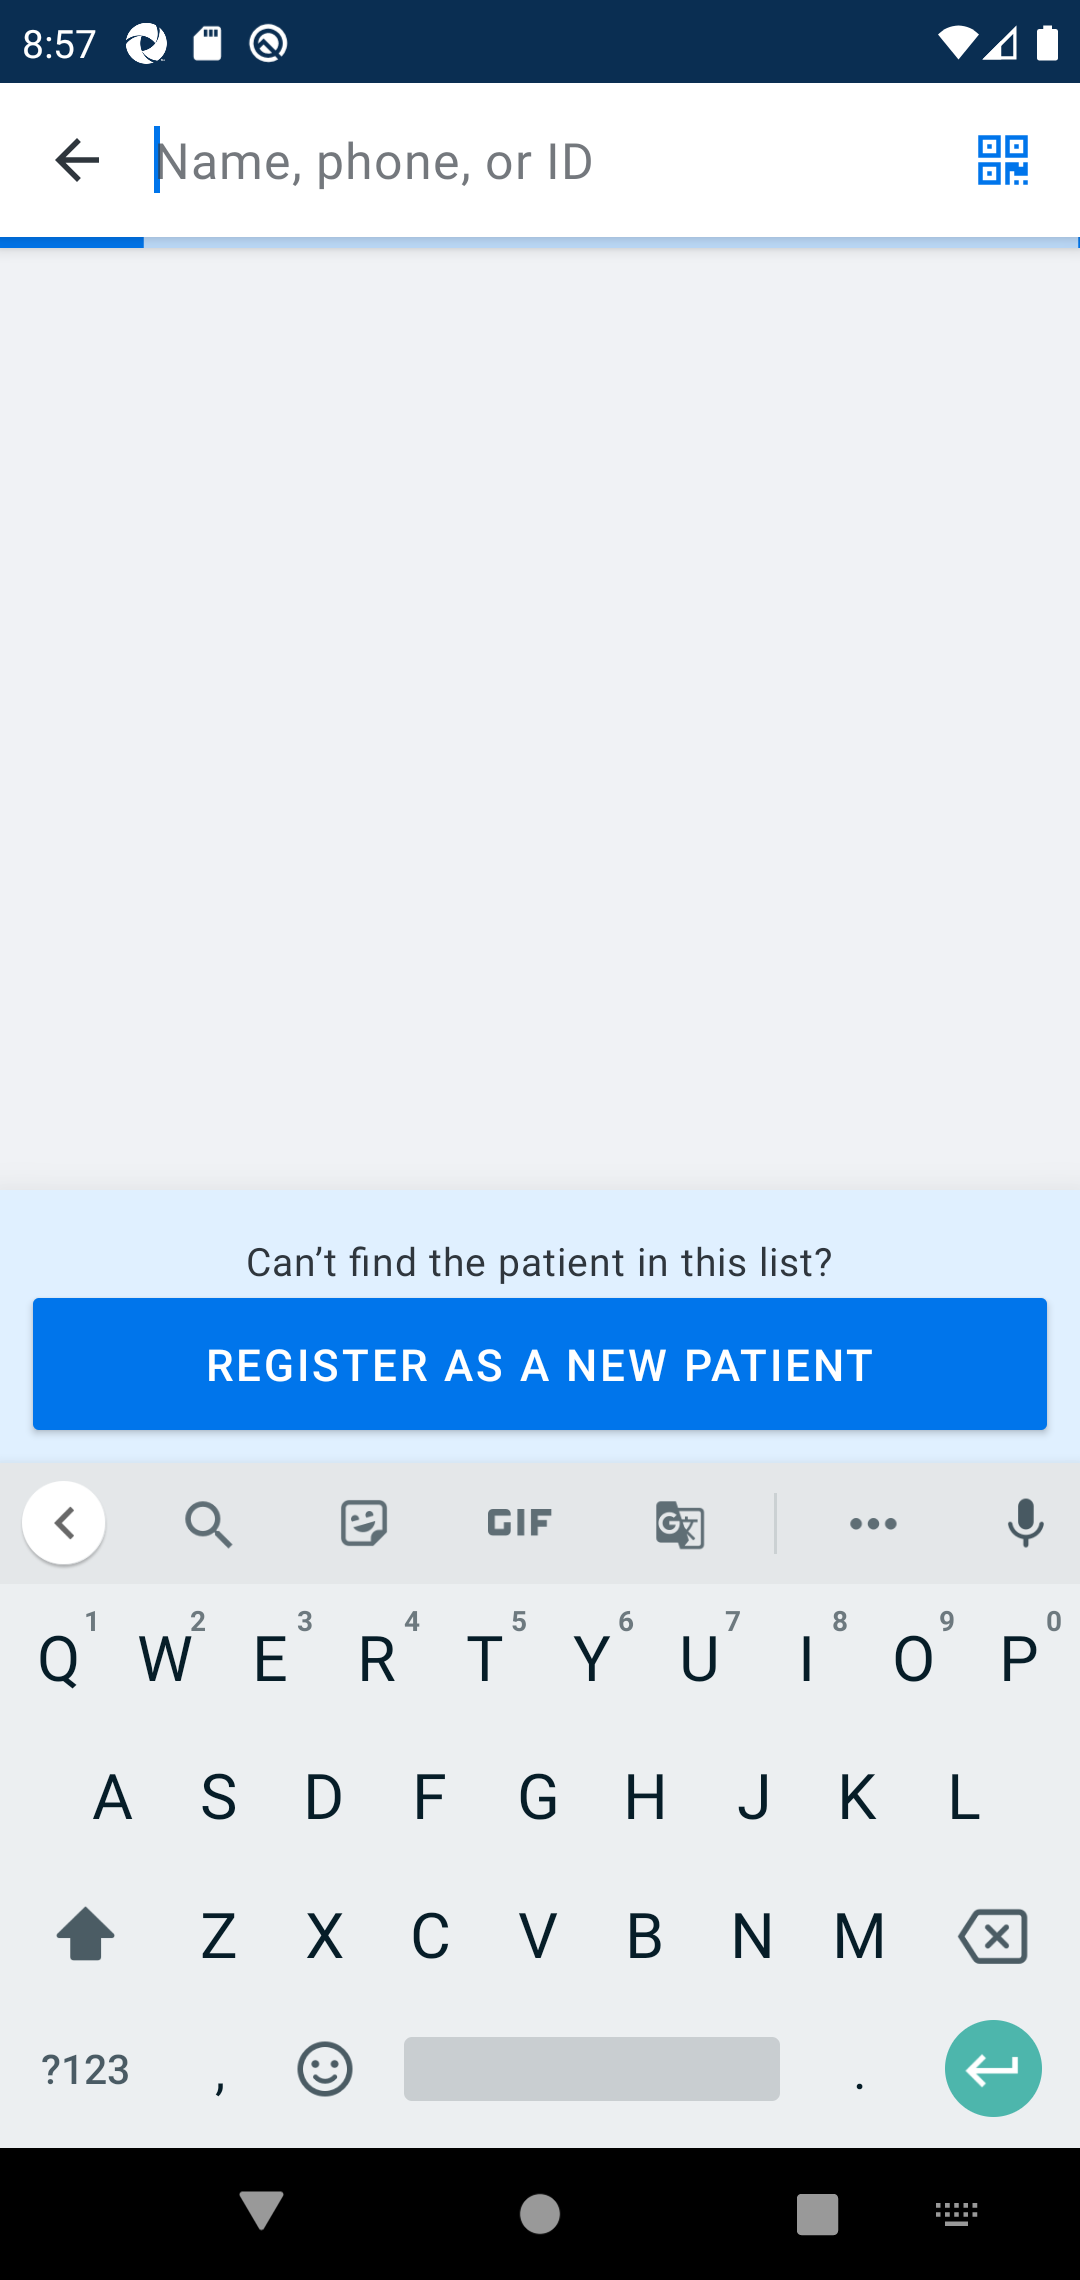 8:57
Name, phone, or ID
Can’t find the patient in this list?
REGISTER AS A NEW PATIENT
GIF
G
1 2 3 4 5 6 7 8 9 0
Q W E R T Y U I O P
A S D F G H J K L
Z X C V B N M
?123 , .